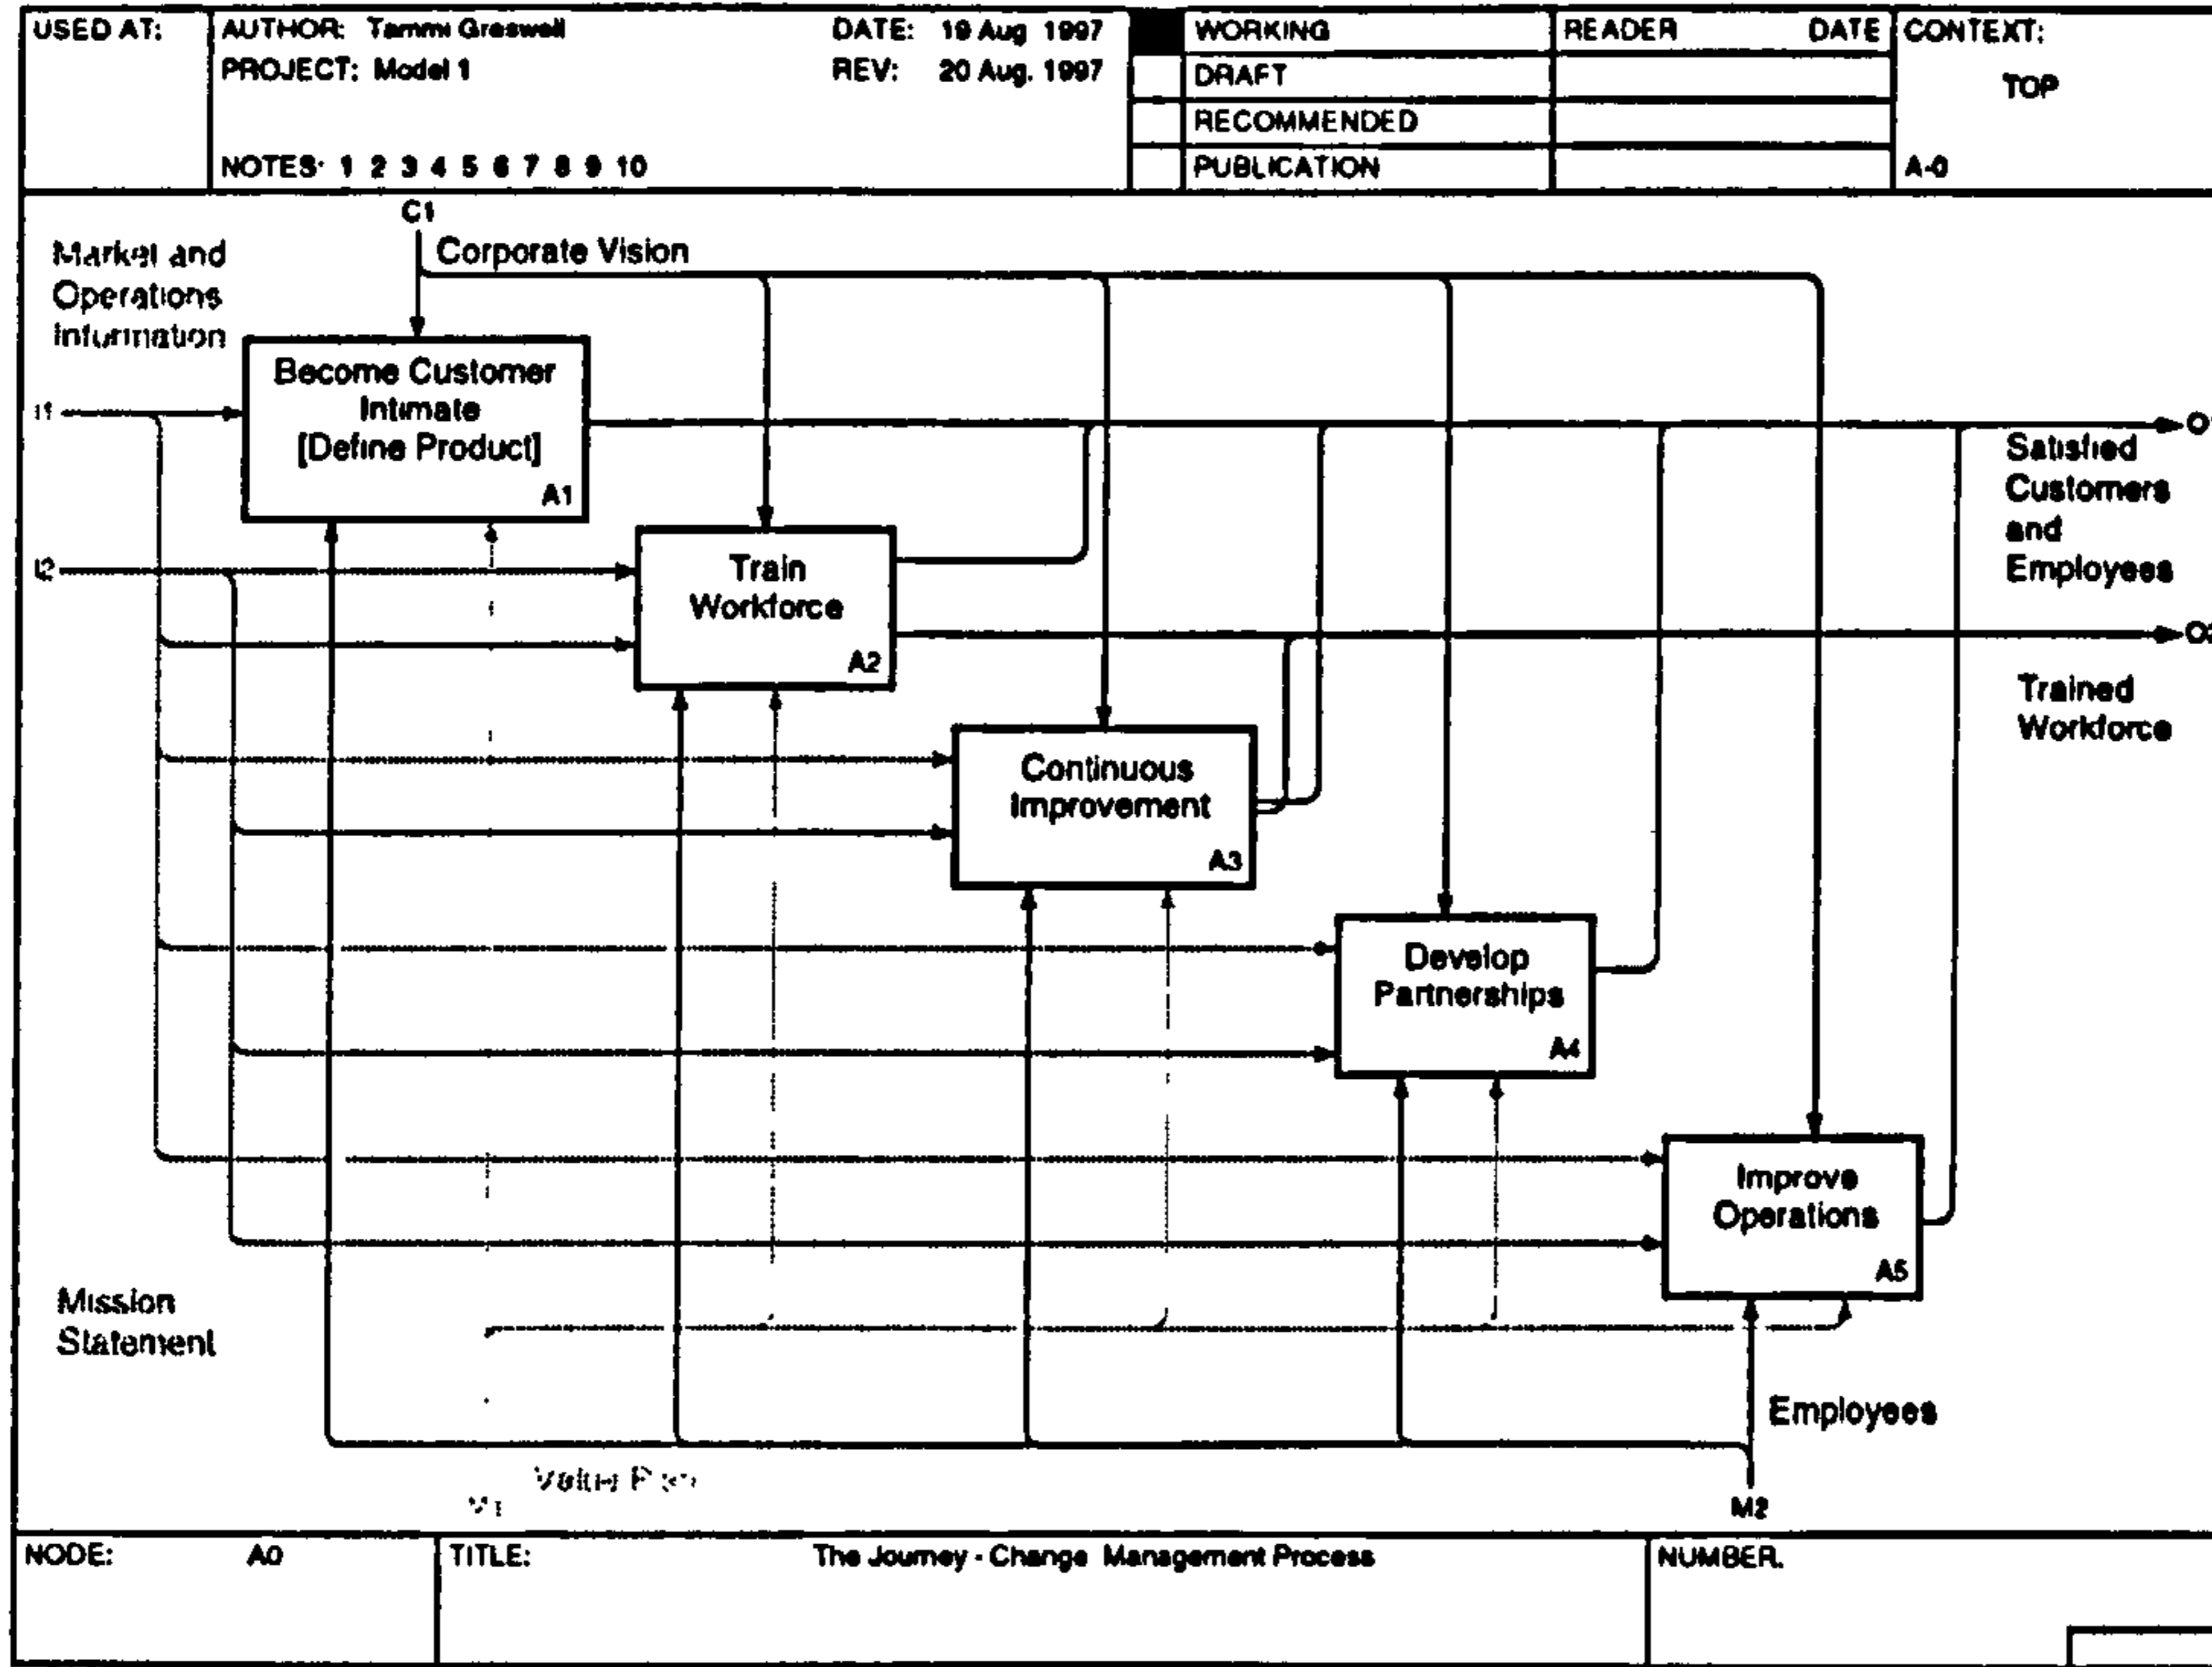 USED AT:
AUTHOR: Tammi Greswell
DATE: 19 Aug 1997
PROJECT: Model 1
REV: 20 Aug. 1997
NOTES: 1 2 3 4 5 6 7 8 9 10
WORKING
DRAFT
RECOMMENDED
PUBLICATION
READER DATE
CONTEXT:
TOP
A-0
C1
Corporate Vision
Market and
Operations
Information
I1
I2
Become Customer
Intimate
[Define Product]
A1
Train
Workforce
A2
Continuous
Improvement
A3
Develop
Partnerships
A4
Improve
Operations
A5
Satisfied
Customers
and
Employees
Trained
Workforce
Mission
Statement
Employees
Value
M1
M2
NODE: A0
TITLE: The Journey - Change Management Process
NUMBER.